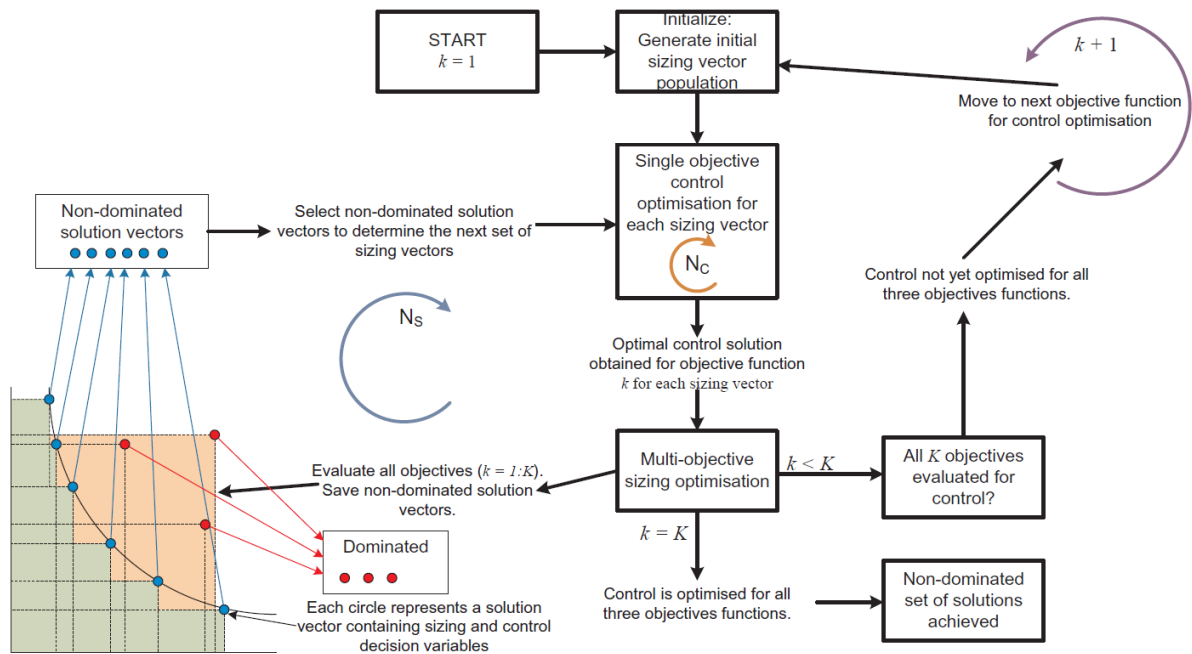 START
k = 1
Initialize:
Generate initial
sizing vector
population
k + 1
Move to next objective function
for control optimisation
Single objective
control
optimisation for
each sizing vector
N_C
Non-dominated
solution vectors
Select non-dominated solution
vectors to determine the next set of
sizing vectors
N_S
Control not yet optimised for all
three objectives functions.
Optimal control solution
obtained for objective function
k for each sizing vector
Multi-objective
sizing optimisation
k < K
All K objectives
evaluated for
control?
Evaluate all objectives (k = 1:K).
Save non-dominated solution
vectors.
k = K
Dominated
Control is optimised for all
three objectives functions.
Non-dominated
set of solutions
achieved
Each circle represents a solution
vector containing sizing and control
decision variables